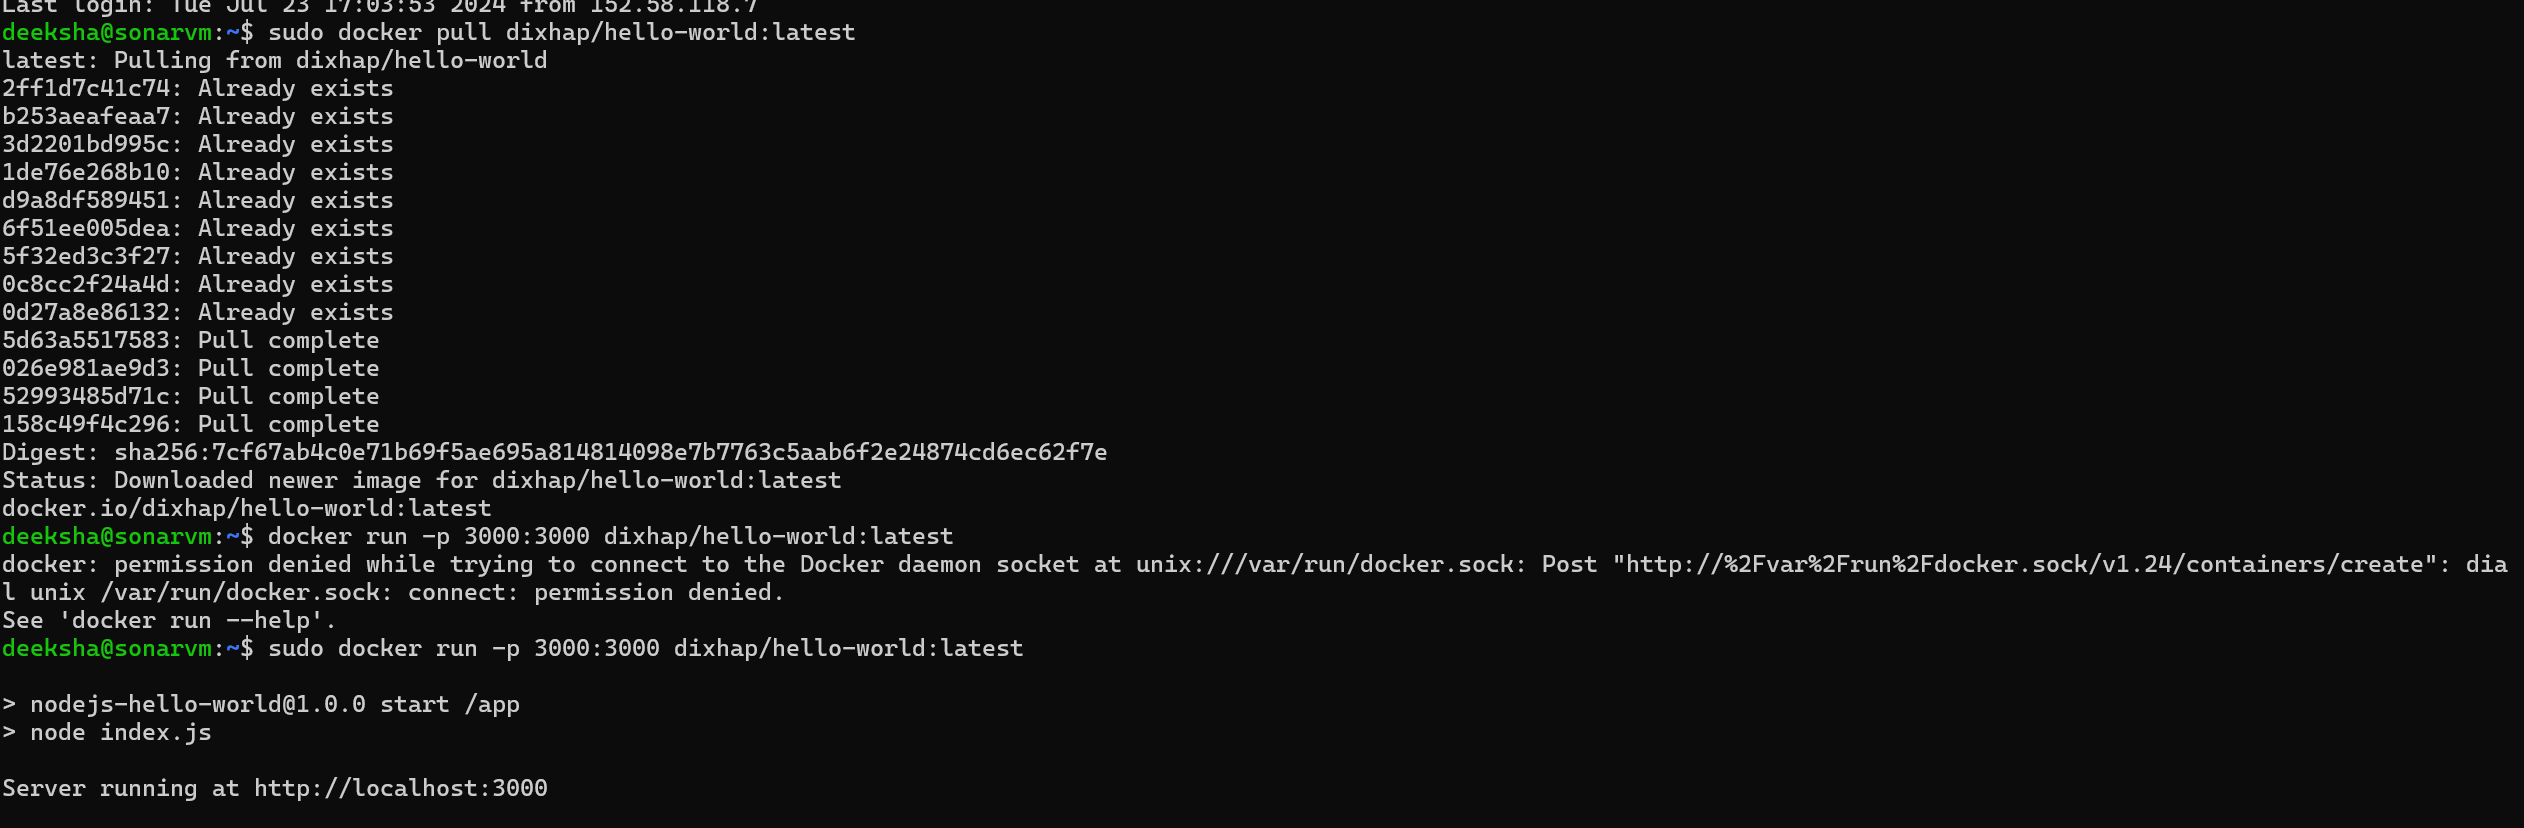 Last login: Tue Jul 23 17:03:53 2024 from 152.58.118.7
deeksha@sonarvm:~$ sudo docker pull dixhap/hello-world:latest
latest: Pulling from dixhap/hello-world
2ff1d7c41c74: Already exists
b253aeafeaa7: Already exists
3d2201bd995c: Already exists
1de76e268b10: Already exists
d9a8df589451: Already exists
6f51ee005dea: Already exists
5f32ed3c3f27: Already exists
0c8cc2f24a4d: Already exists
0d27a8e86132: Already exists
5d63a5517583: Pull complete
026e981ae9d3: Pull complete
52993485d71c: Pull complete
158c49f4c296: Pull complete
Digest: sha256:7cf67ab4c0e71b69f5ae695a814814098e7b7763c5aab6f2e24874cd6ec62f7e
Status: Downloaded newer image for dixhap/hello-world:latest
docker.io/dixhap/hello-world:latest
deeksha@sonarvm:~$ docker run -p 3000:3000 dixhap/hello-world:latest
docker: permission denied while trying to connect to the Docker daemon socket at unix:///var/run/docker.sock: Post "http://%2Fvar%2Frun%2Fdocker.sock/v1.24/containers/create": dia
l unix /var/run/docker.sock: connect: permission denied.
See 'docker run --help'.
deeksha@sonarvm:~$ sudo docker run -p 3000:3000 dixhap/hello-world:latest
> nodejs-hello-world@1.0.0 start /app
> node index.js
Server running at http://localhost:3000